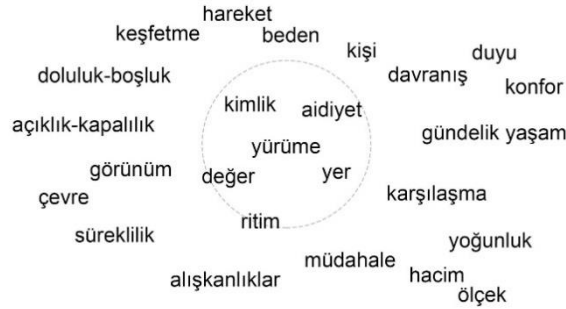 hareket
keşfetme
beden
kişi
duyu
doluluk-boşluk
davranış
konfor
kimlik
aidiyet
açıklık-kapalılık
gündelik yaşam
yürüme
görünüm
değer
yer
çevre
karşılaşma
ritim
süreklilik
yoğunluk
müdahale
alışkanlıklar
hacim
ölçek